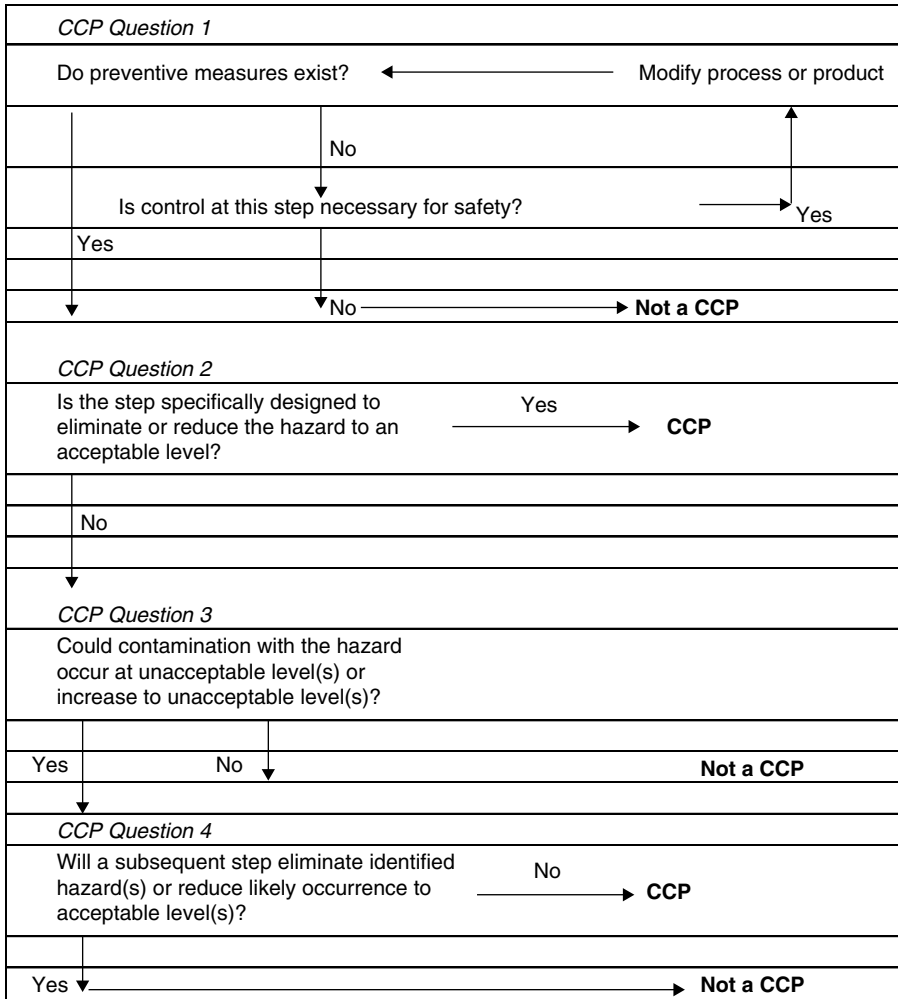 CCP Question 1
Do preventive measures exist? Modify process or product
No
Is control at this step necessary for safety?
Yes
Yes
No Not a CCP
CCP Question 2
Is the step specifically designed to
eliminate or reduce the hazard to an
acceptable level?
Yes
CCP
No
CCP Question 3
Could contamination with the hazard
occur at unacceptable level(s) or
increase to unacceptable level(s)?
Yes No Not a CCP
CCP Question 4
Will a subsequent step eliminate identified
hazard(s) or reduce likely occurrence to
acceptable level(s)?
No
CCP
Yes Not a CCP